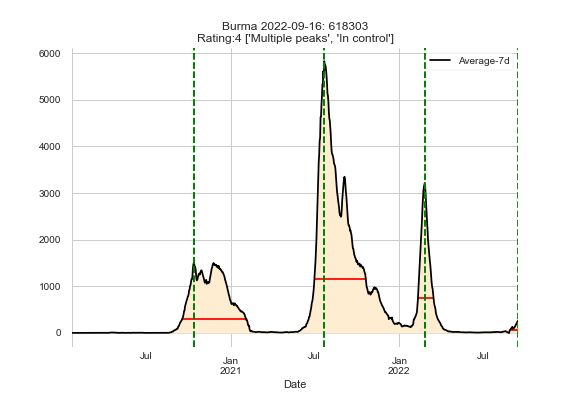 Burma 2022-09-16: 618303
Rating:4 ['Multiple peaks', 'In control']
Average-7d
6000
5000
4000
3000
2000
1000
0
Jul
Jan
2021
Jul
Jan
2022
Jul
Date